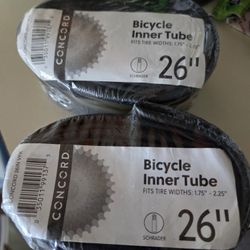 CONCORD
Bicycle
Inner Tube
FITS TIRE WIDTHS: 1.75" - 2.25"
SCHRADER
26"
CONCORD
Bicycle
Inner Tube
FITS TIRE WIDTHS: 1.75" - 2.25"
SCHRADER
26"